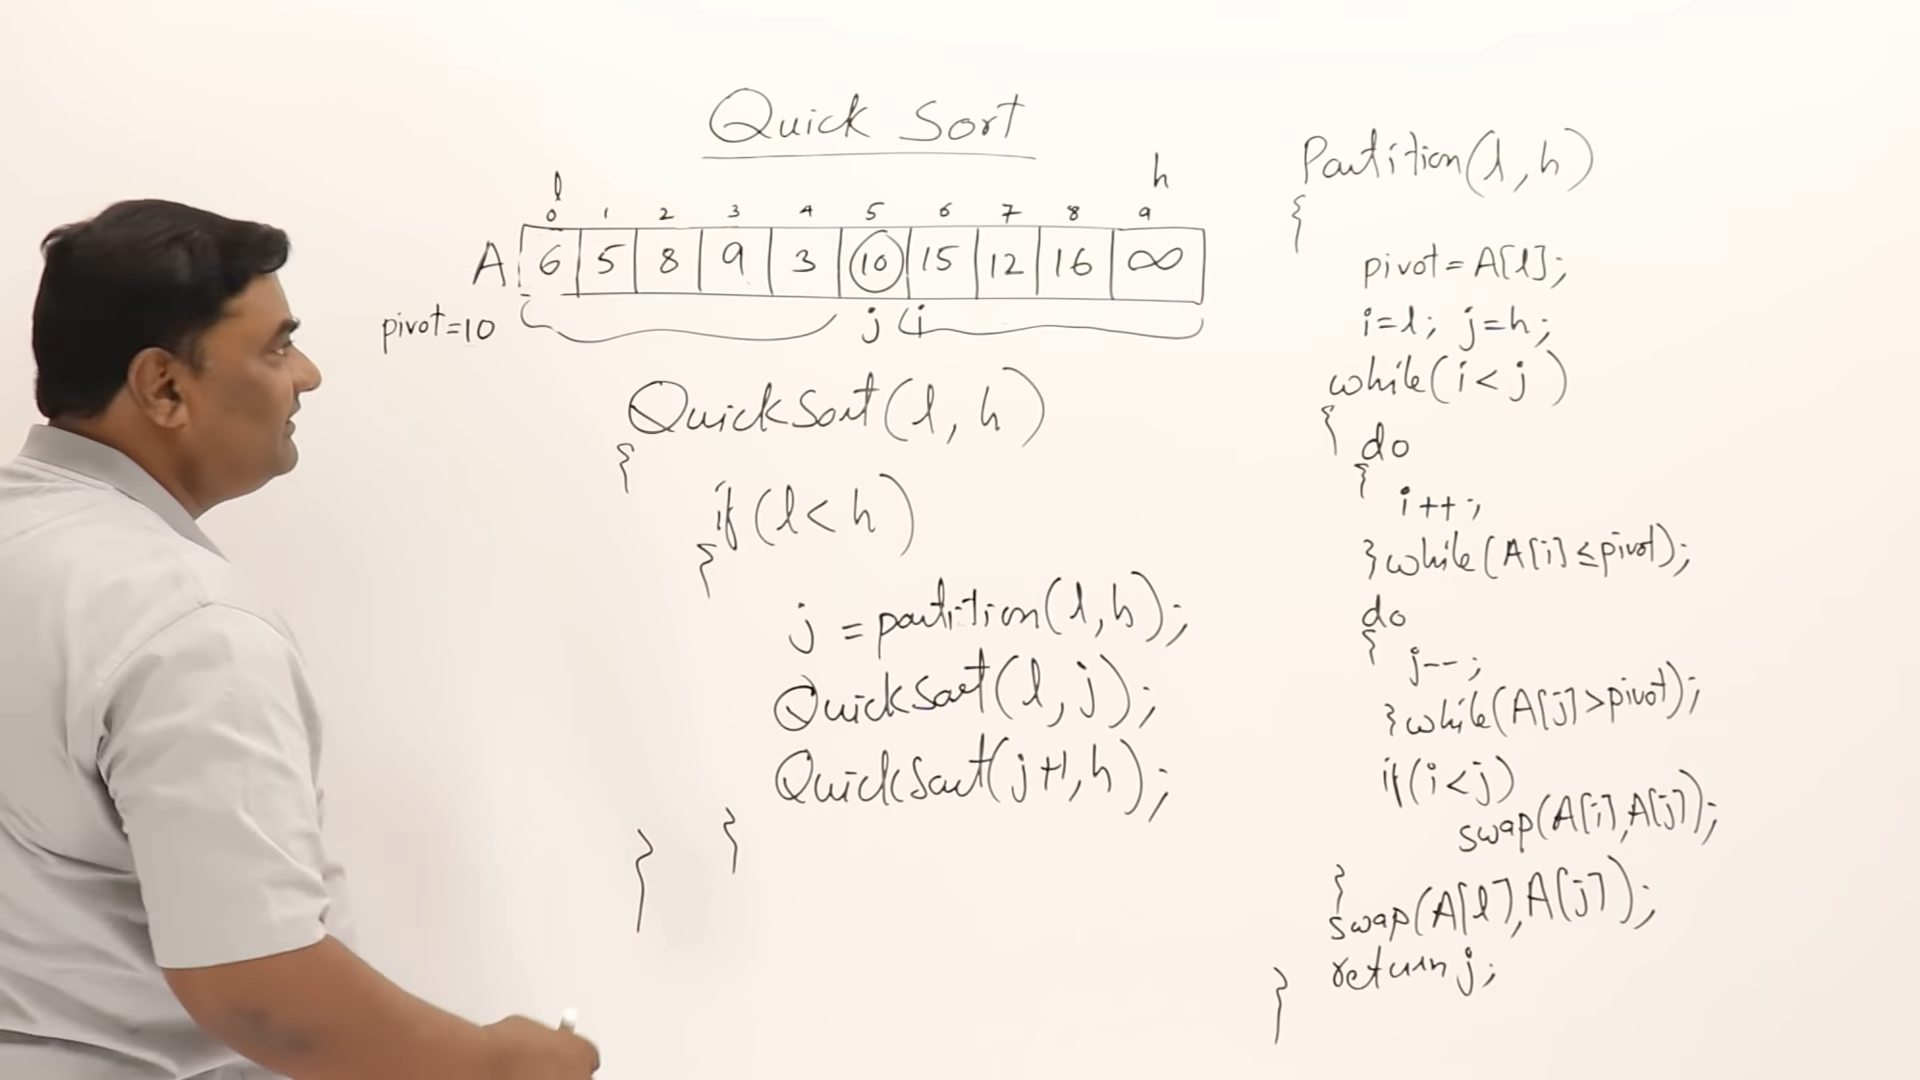 Quick Sort
l h
0 1 2 3 4 5 6 7 8 9
A 6 5 8 9 3 10 15 12 16 ∞
pivot=10 j i
QuickSort(l, h)
{
if(l<h)
{
j=partition(l,h);
QuickSort(l,j);
QuickSort(j+1,h);
}
}
Partition(l,h)
{
pivot=A[l];
i=l; j=h;
while(i<j)
{ do
{
i++;
}while(A[i]≤pivot);
do
{
j--;
}while(A[j]>pivot);
if(i<j)
swap(A[i],A[j]);
}
swap(A[l],A[j]);
return j;
}